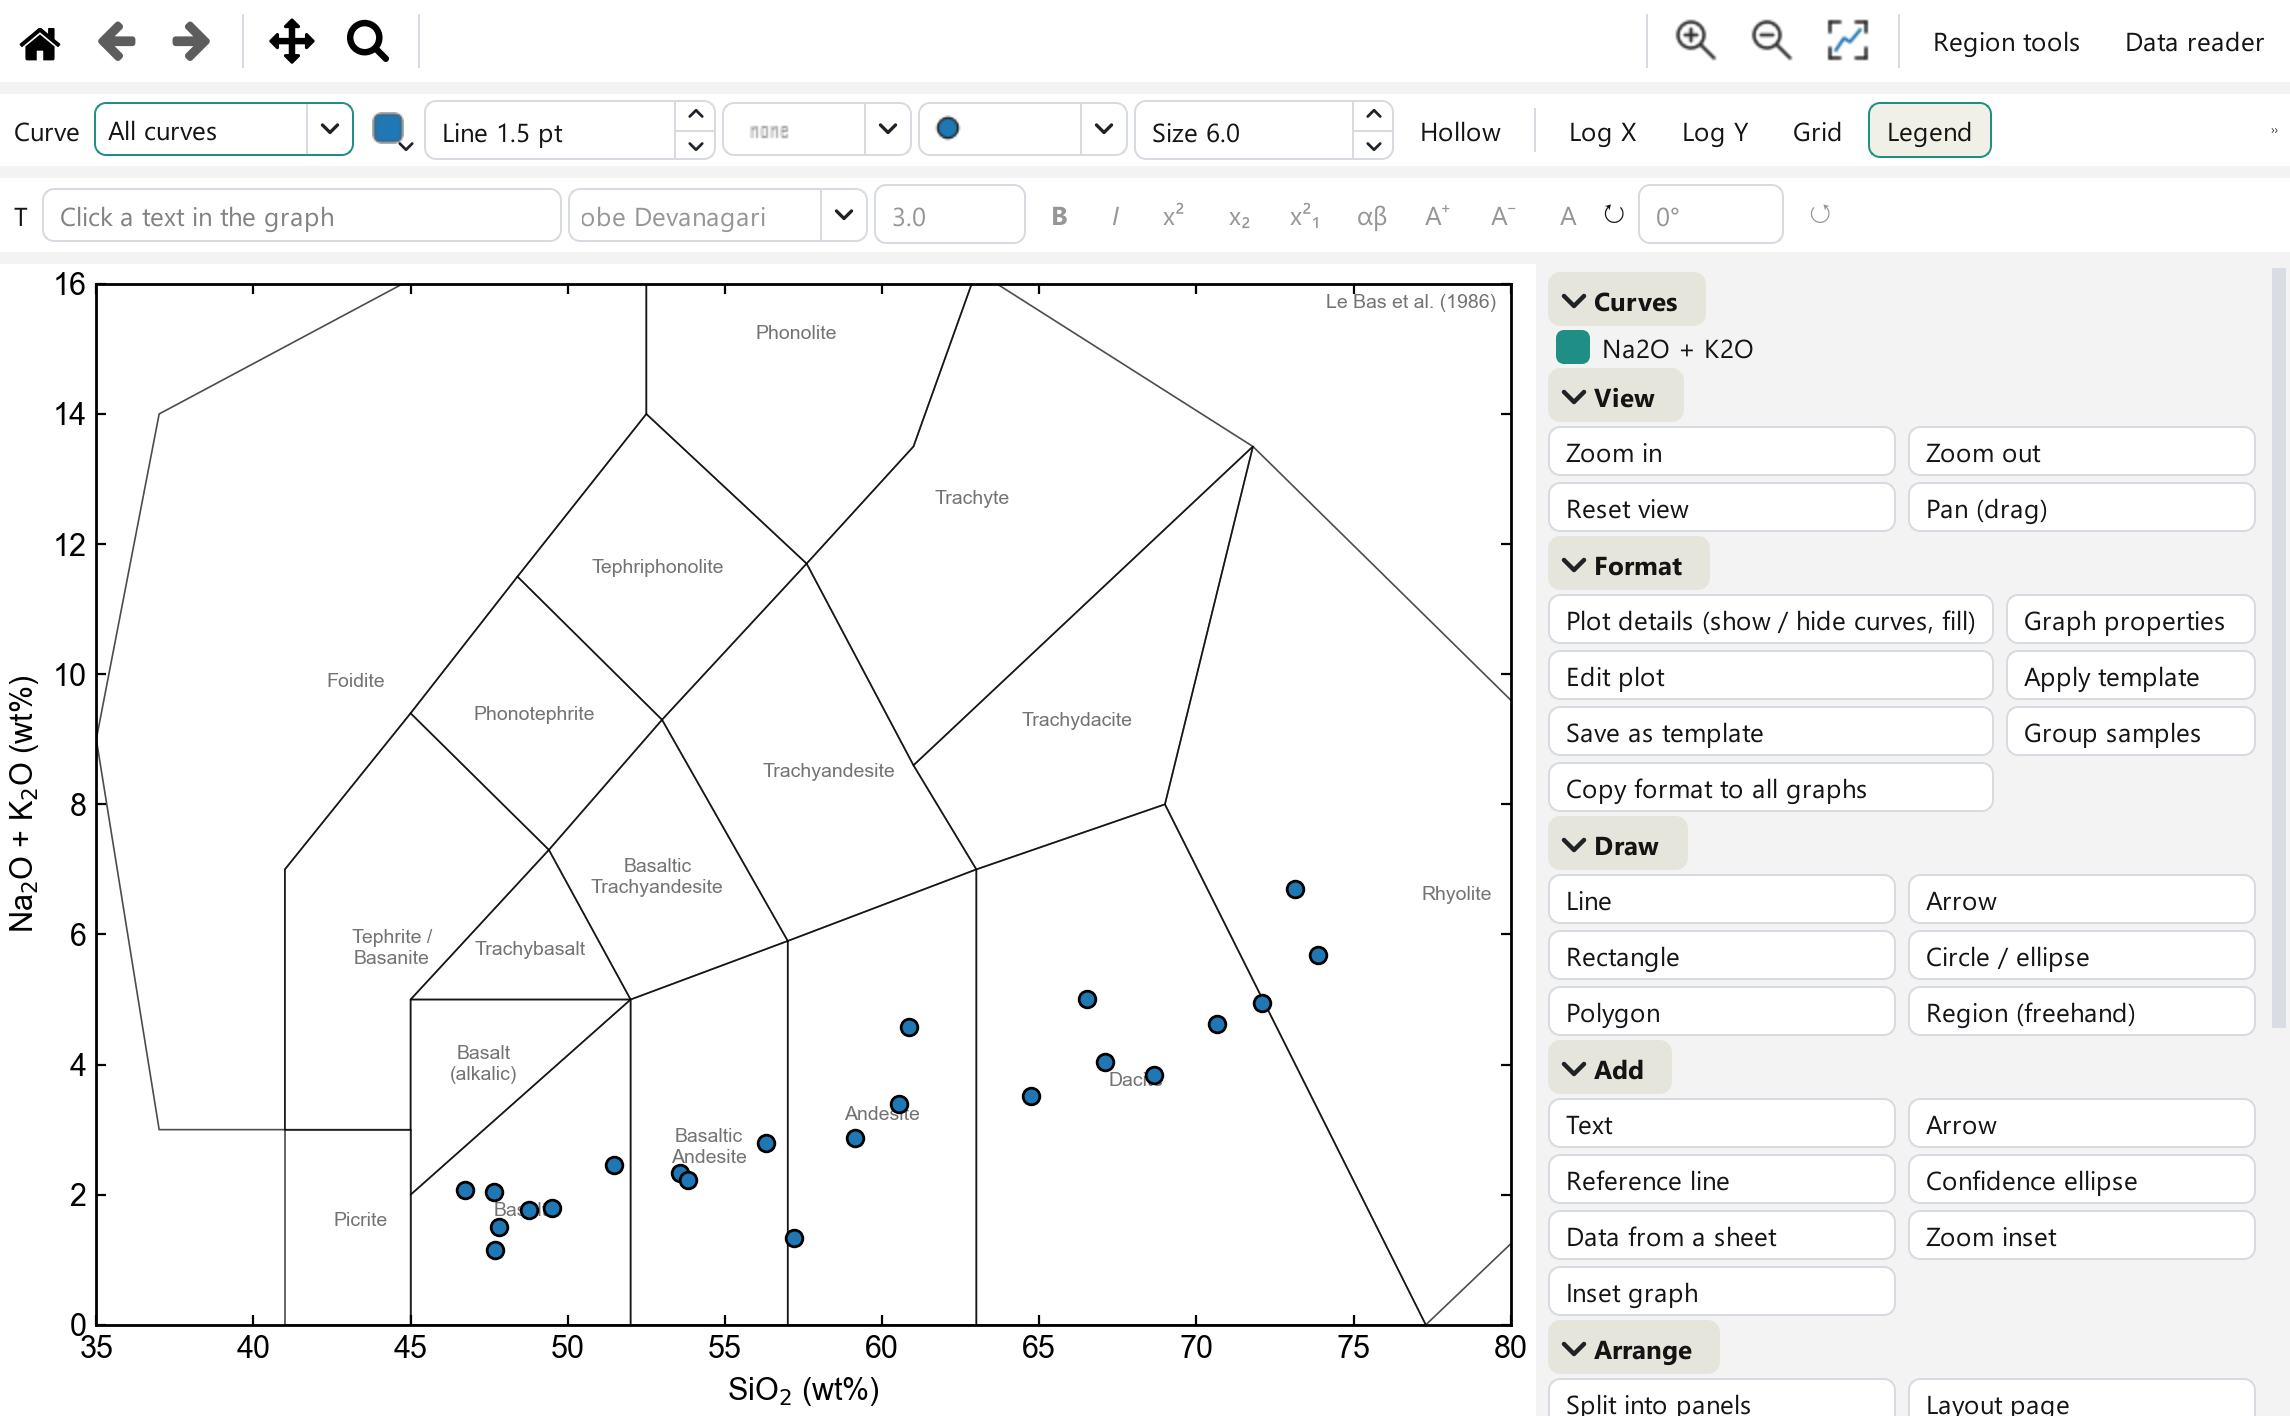 Region tools
Data reader
Curve
All curves
Line 1.5 pt
none
Size 6.0
Hollow
Log X
Log Y
Grid
Legend
»
T
Click a text in the graph
obe Devanagari
3.0
B
I
x²
x₂
x²₁
αβ
A⁺
A⁻
A
0°
Le Bas et al. (1986)
Phonolite
Trachyte
Tephriphonolite
Foidite
Phonotephrite
Trachydacite
Trachyandesite
Basaltic
Trachyandesite
Rhyolite
Tephrite /
Basanite
Trachybasalt
Basalt
(alkalic)
Andesite
Basaltic
Andesite
Picrite
16
14
12
10
8
6
4
2
0
35
40
45
50
55
60
65
70
75
80
Na₂O + K₂O (wt%)
SiO₂ (wt%)
Curves
Na2O + K2O
View
Zoom in
Zoom out
Reset view
Pan (drag)
Format
Plot details (show / hide curves, fill)
Graph properties
Edit plot
Apply template
Save as template
Group samples
Copy format to all graphs
Draw
Line
Arrow
Rectangle
Circle / ellipse
Polygon
Region (freehand)
Add
Text
Arrow
Reference line
Confidence ellipse
Data from a sheet
Zoom inset
Inset graph
Arrange
Split into panels
Layout page